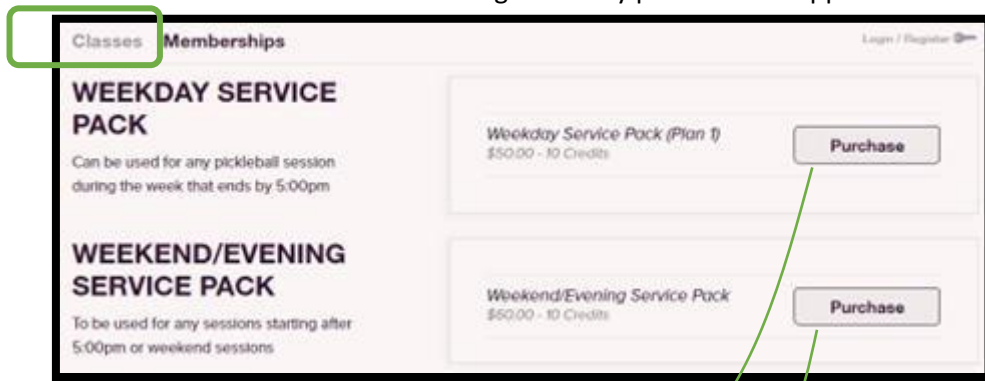 Classes Memberships Login / Register
WEEKDAY SERVICE
PACK
Can be used for any pickleball session
during the week that ends by 5:00pm
Weekday Service Pack (Plan 1)
$50.00 - 10 Credits
Purchase
WEEKEND/EVENING
SERVICE PACK
To be used for any sessions starting after
5:00pm or weekend sessions
Weekend/Evening Service Pack
$60.00 - 10 Credits
Purchase